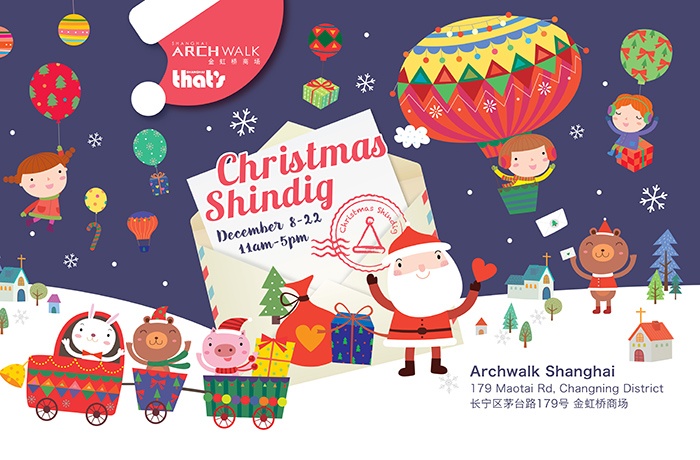 SHANGHAI
ARCHWALK
金虹桥商场
that's
Christmas
Shindig
December 8-22
11am-5pm
Christmas Shindig
Archwalk Shanghai
179 Maotai Rd, Changning District
长宁区茅台路179号 金虹桥商场